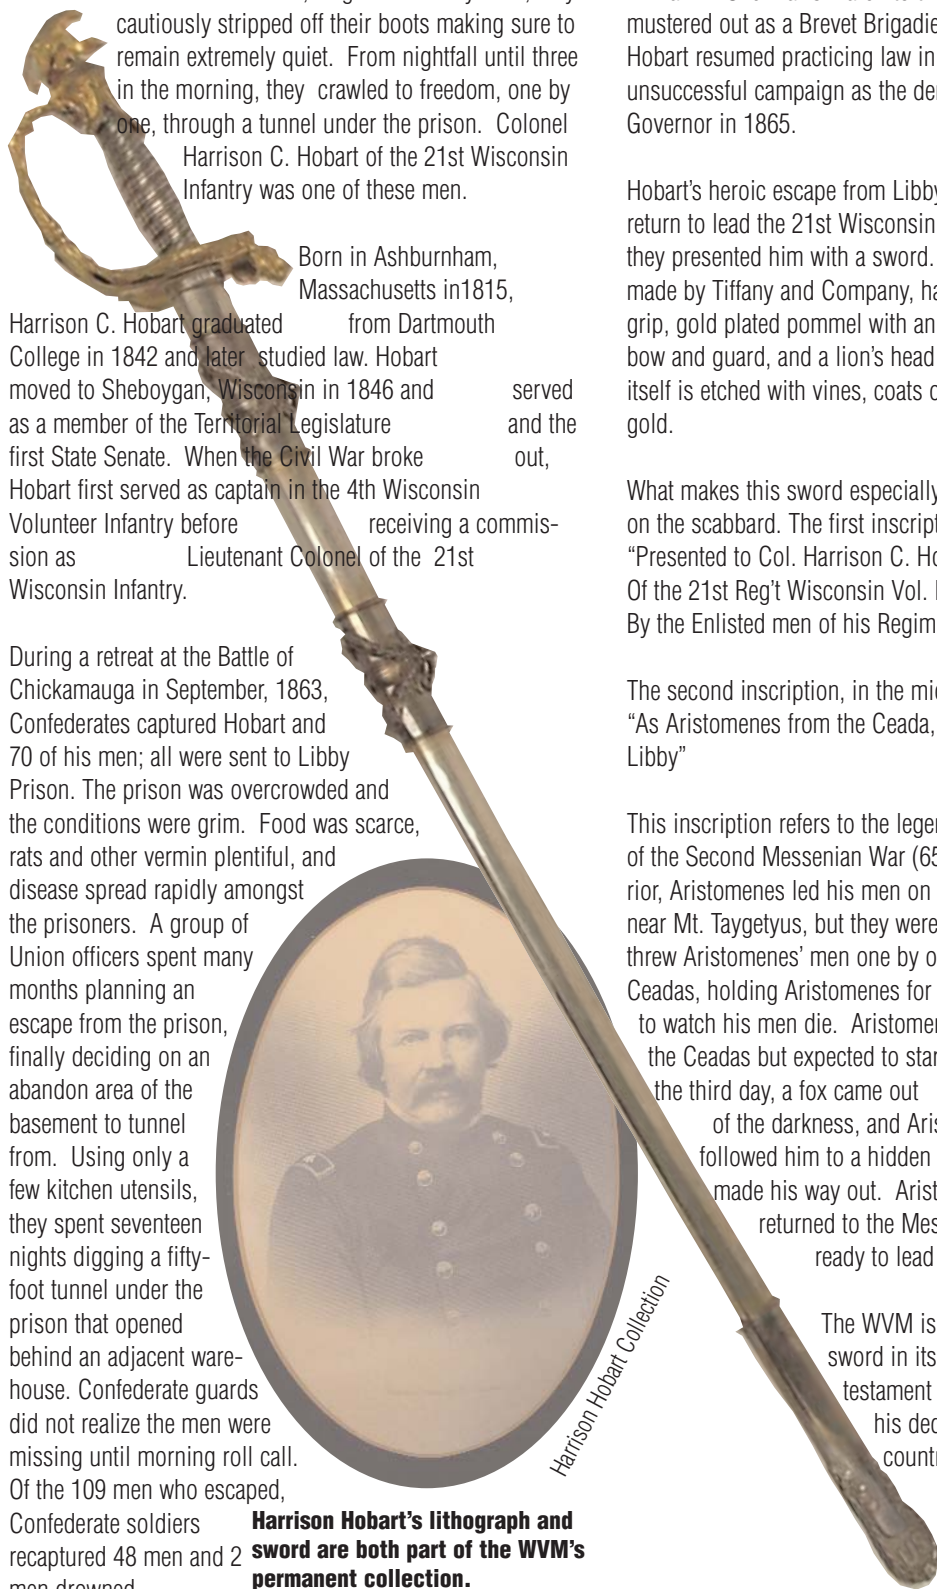 cautiously stripped off their boots making sure to
remain extremely quiet. From nightfall until three
in the morning, they crawled to freedom, one by
one, through a tunnel under the prison. Colonel
Harrison C. Hobart of the 21st Wisconsin
Infantry was one of these men.
Born in Ashburnham,
Massachusetts in1815,
Harrison C. Hobart graduated from Dartmouth
College in 1842 and later studied law. Hobart
moved to Sheboygan, Wisconsin in 1846 and served
as a member of the Territorial Legislature and the
first State Senate. When the Civil War broke out,
Hobart first served as captain in the 4th Wisconsin
Volunteer Infantry before receiving a commis-
sion as Lieutenant Colonel of the 21st
Wisconsin Infantry.
During a retreat at the Battle of
Chickamauga in September, 1863,
Confederates captured Hobart and
70 of his men; all were sent to Libby
Prison. The prison was overcrowded and
the conditions were grim. Food was scarce,
rats and other vermin plentiful, and
disease spread rapidly amongst
the prisoners. A group of
Union officers spent many
months planning an
escape from the prison,
finally deciding on an
abandon area of the
basement to tunnel
from. Using only a
few kitchen utensils,
they spent seventeen
nights digging a fifty-
foot tunnel under the
prison that opened
behind an adjacent ware-
house. Confederate guards
did not realize the men were
missing until morning roll call.
Of the 109 men who escaped,
Confederate soldiers
recaptured 48 men and 2
men drowned
Harrison Hobart Collection
Harrison Hobart's lithograph and
sword are both part of the WVM's
permanent collection.
mustered out as a Brevet
Hobart resumed practicing law in
unsuccessful campaign as the
Governor in 1865.
Hobart's heroic escape from
return to lead the 21st Wisconsin
they presented him with a sword.
made by Tiffany and Company,
grip, gold plated pommel with an
bow and guard, and a lion's head
itself is etched with vines, coats
gold.
What makes this sword especially
on the scabbard. The first
“Presented to Col. Harrison C.
Of the 21st Reg't Wisconsin Vol.
By the Enlisted men of his
The second inscription, in the
“As Aristomenes from the Ceada,
Libby”
This inscription refers to the
of the Second Messenian War
rior, Aristomenes led his men on
near Mt. Taygetyus, but they were
threw Aristomenes' men one by
Ceadas, holding Aristomenes for
to watch his men die.
the Ceadas but expected to
the third day, a fox came out
of the darkness, and
followed him to a hidden
made his way out.
returned to the
ready to lead
The WVM is
sword in its
testament
his